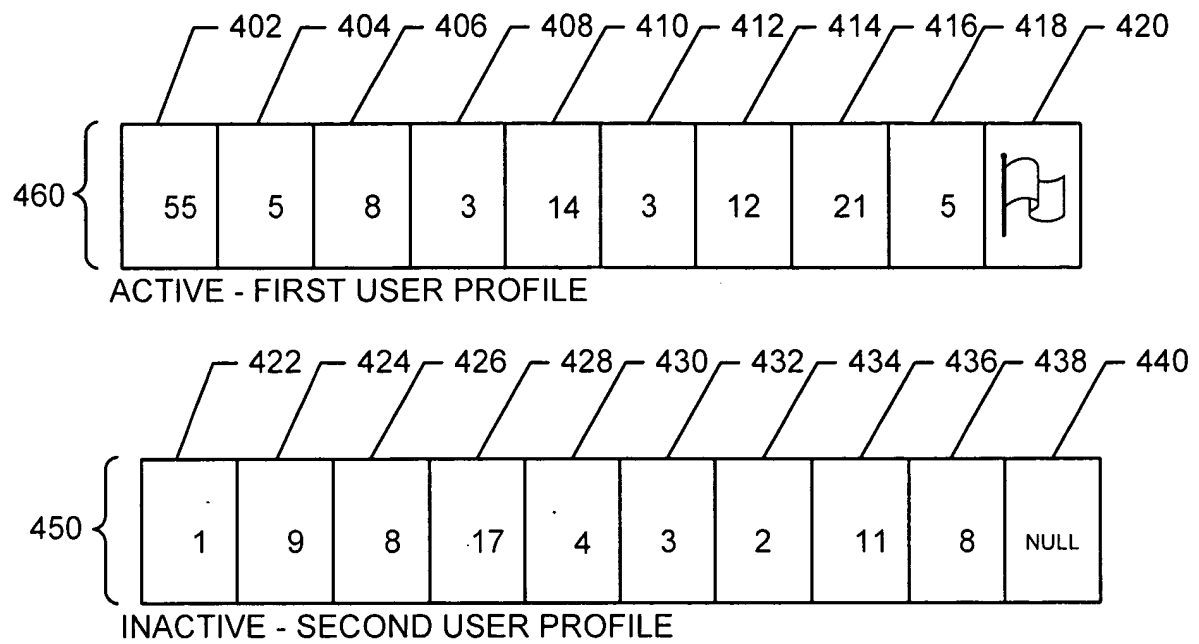 402 404 406 408 410 412 414 416 418 420
460 55 5 8 3 14 3 12 21 5
ACTIVE - FIRST USER PROFILE
422 424 426 428 430 432 434 436 438 440
450 1 9 8 17 4 3 2 11 8 NULL
INACTIVE - SECOND USER PROFILE